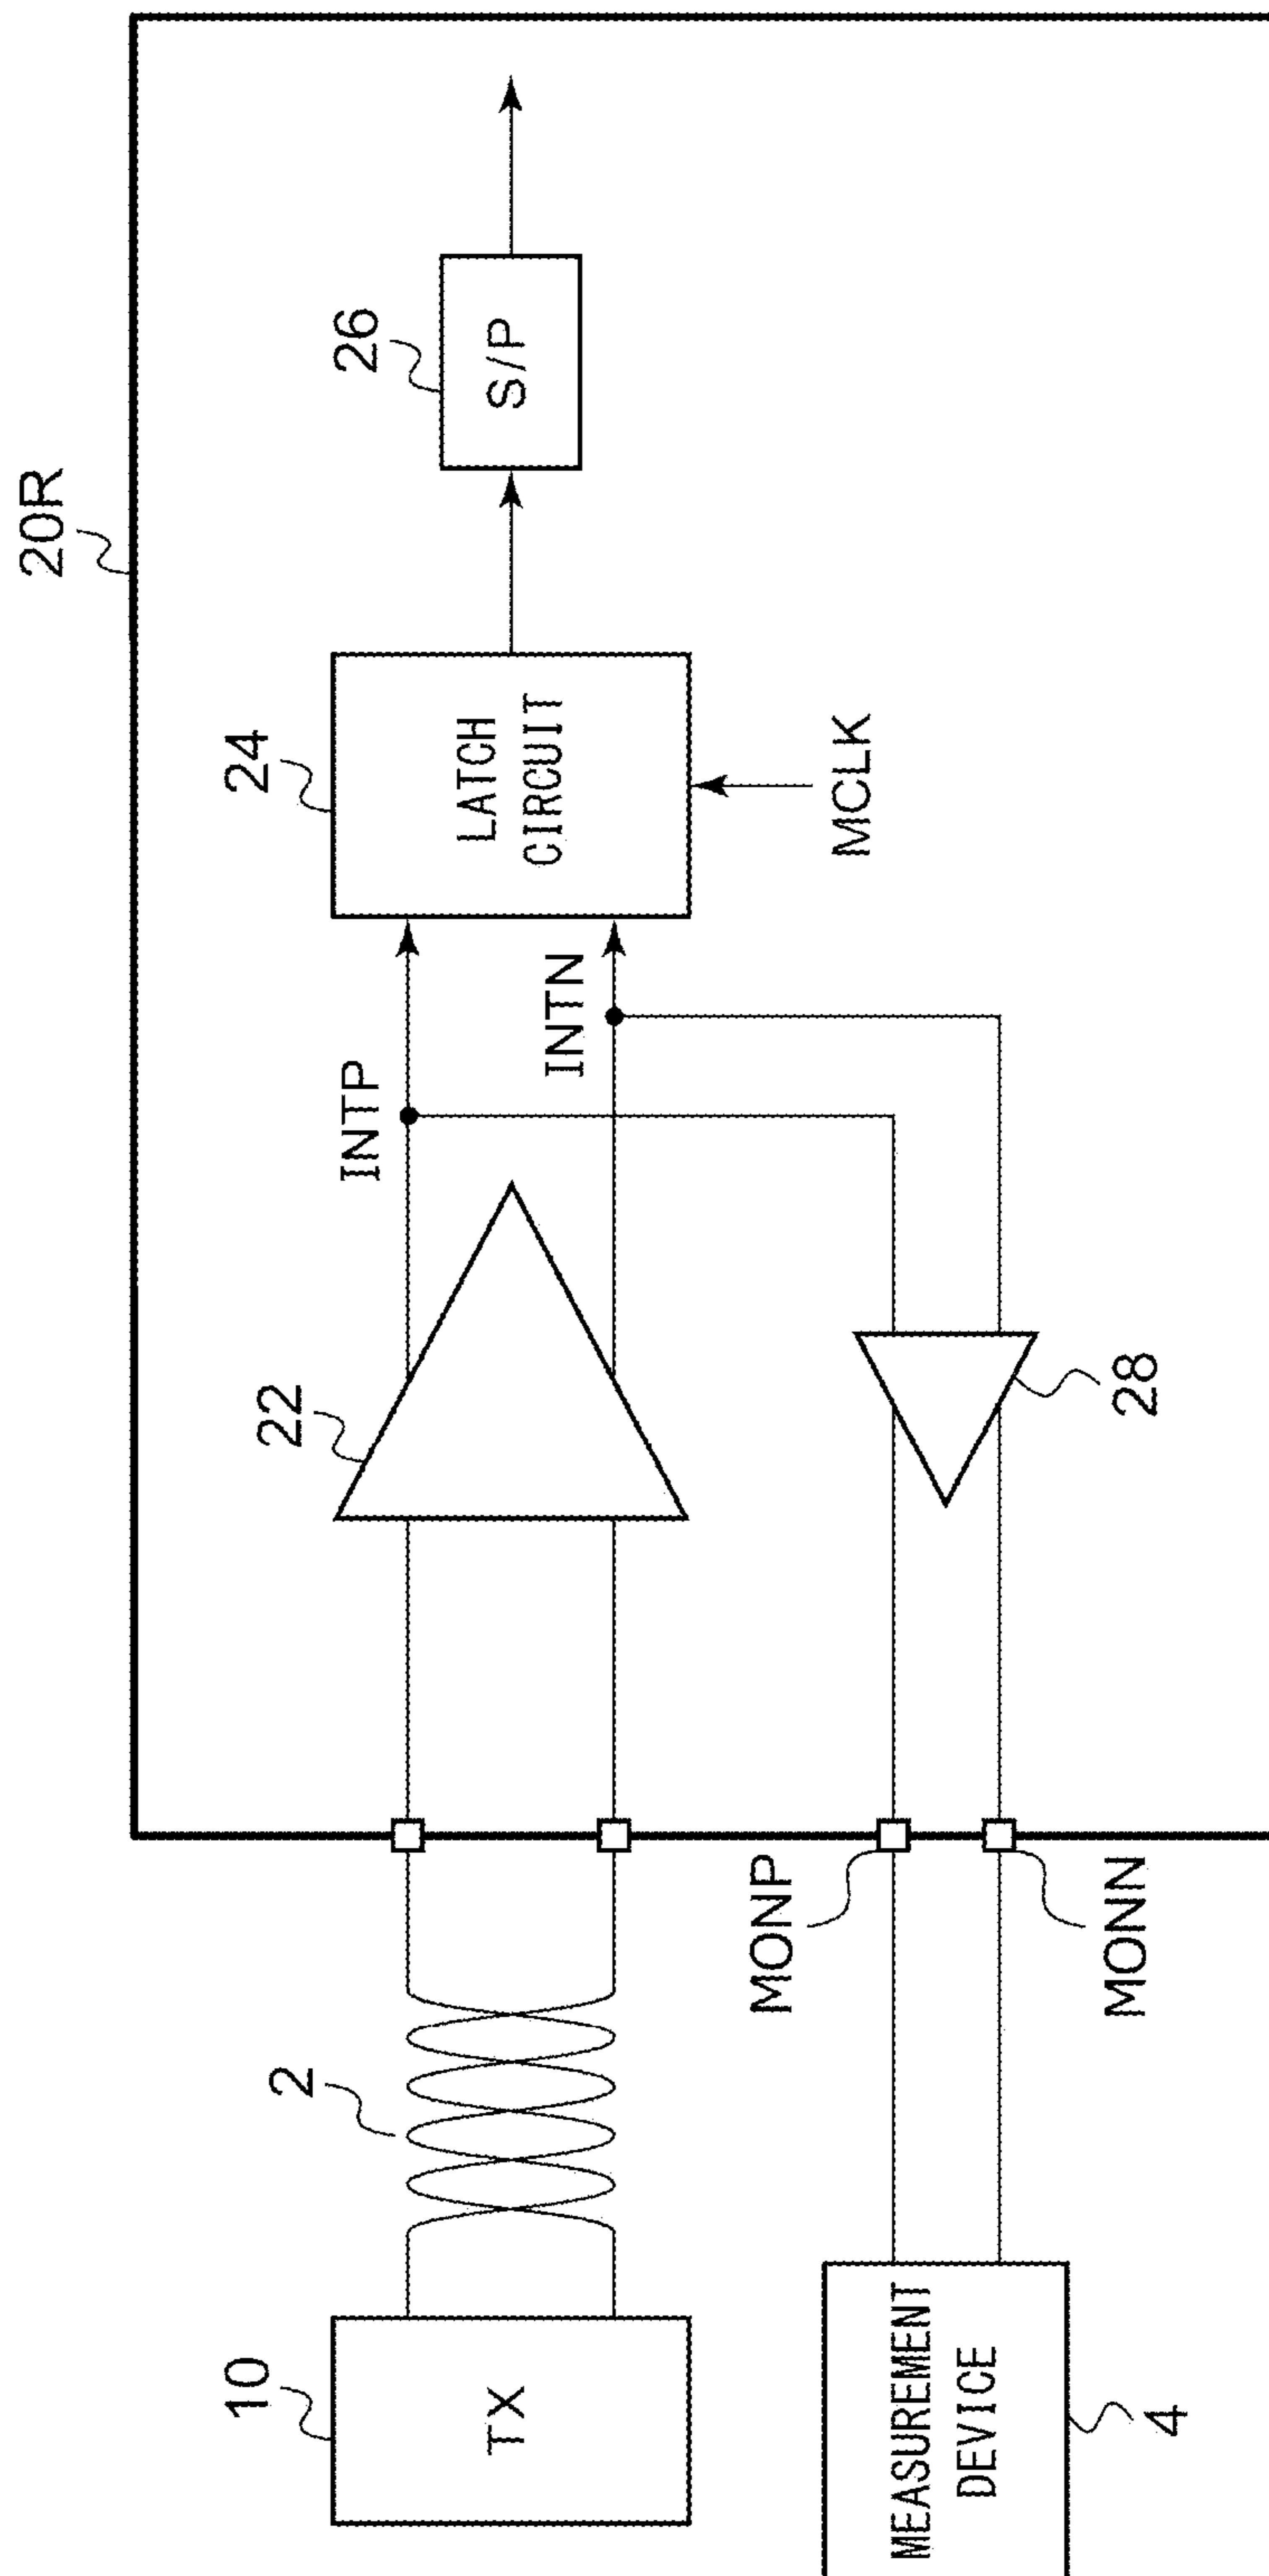 20R
10
TX
2
22
INTP
INTN
24
LATCH
CIRCUIT
MCLK
26
S/P
4
MEASUREMENT
DEVICE
MONP
MONN
28